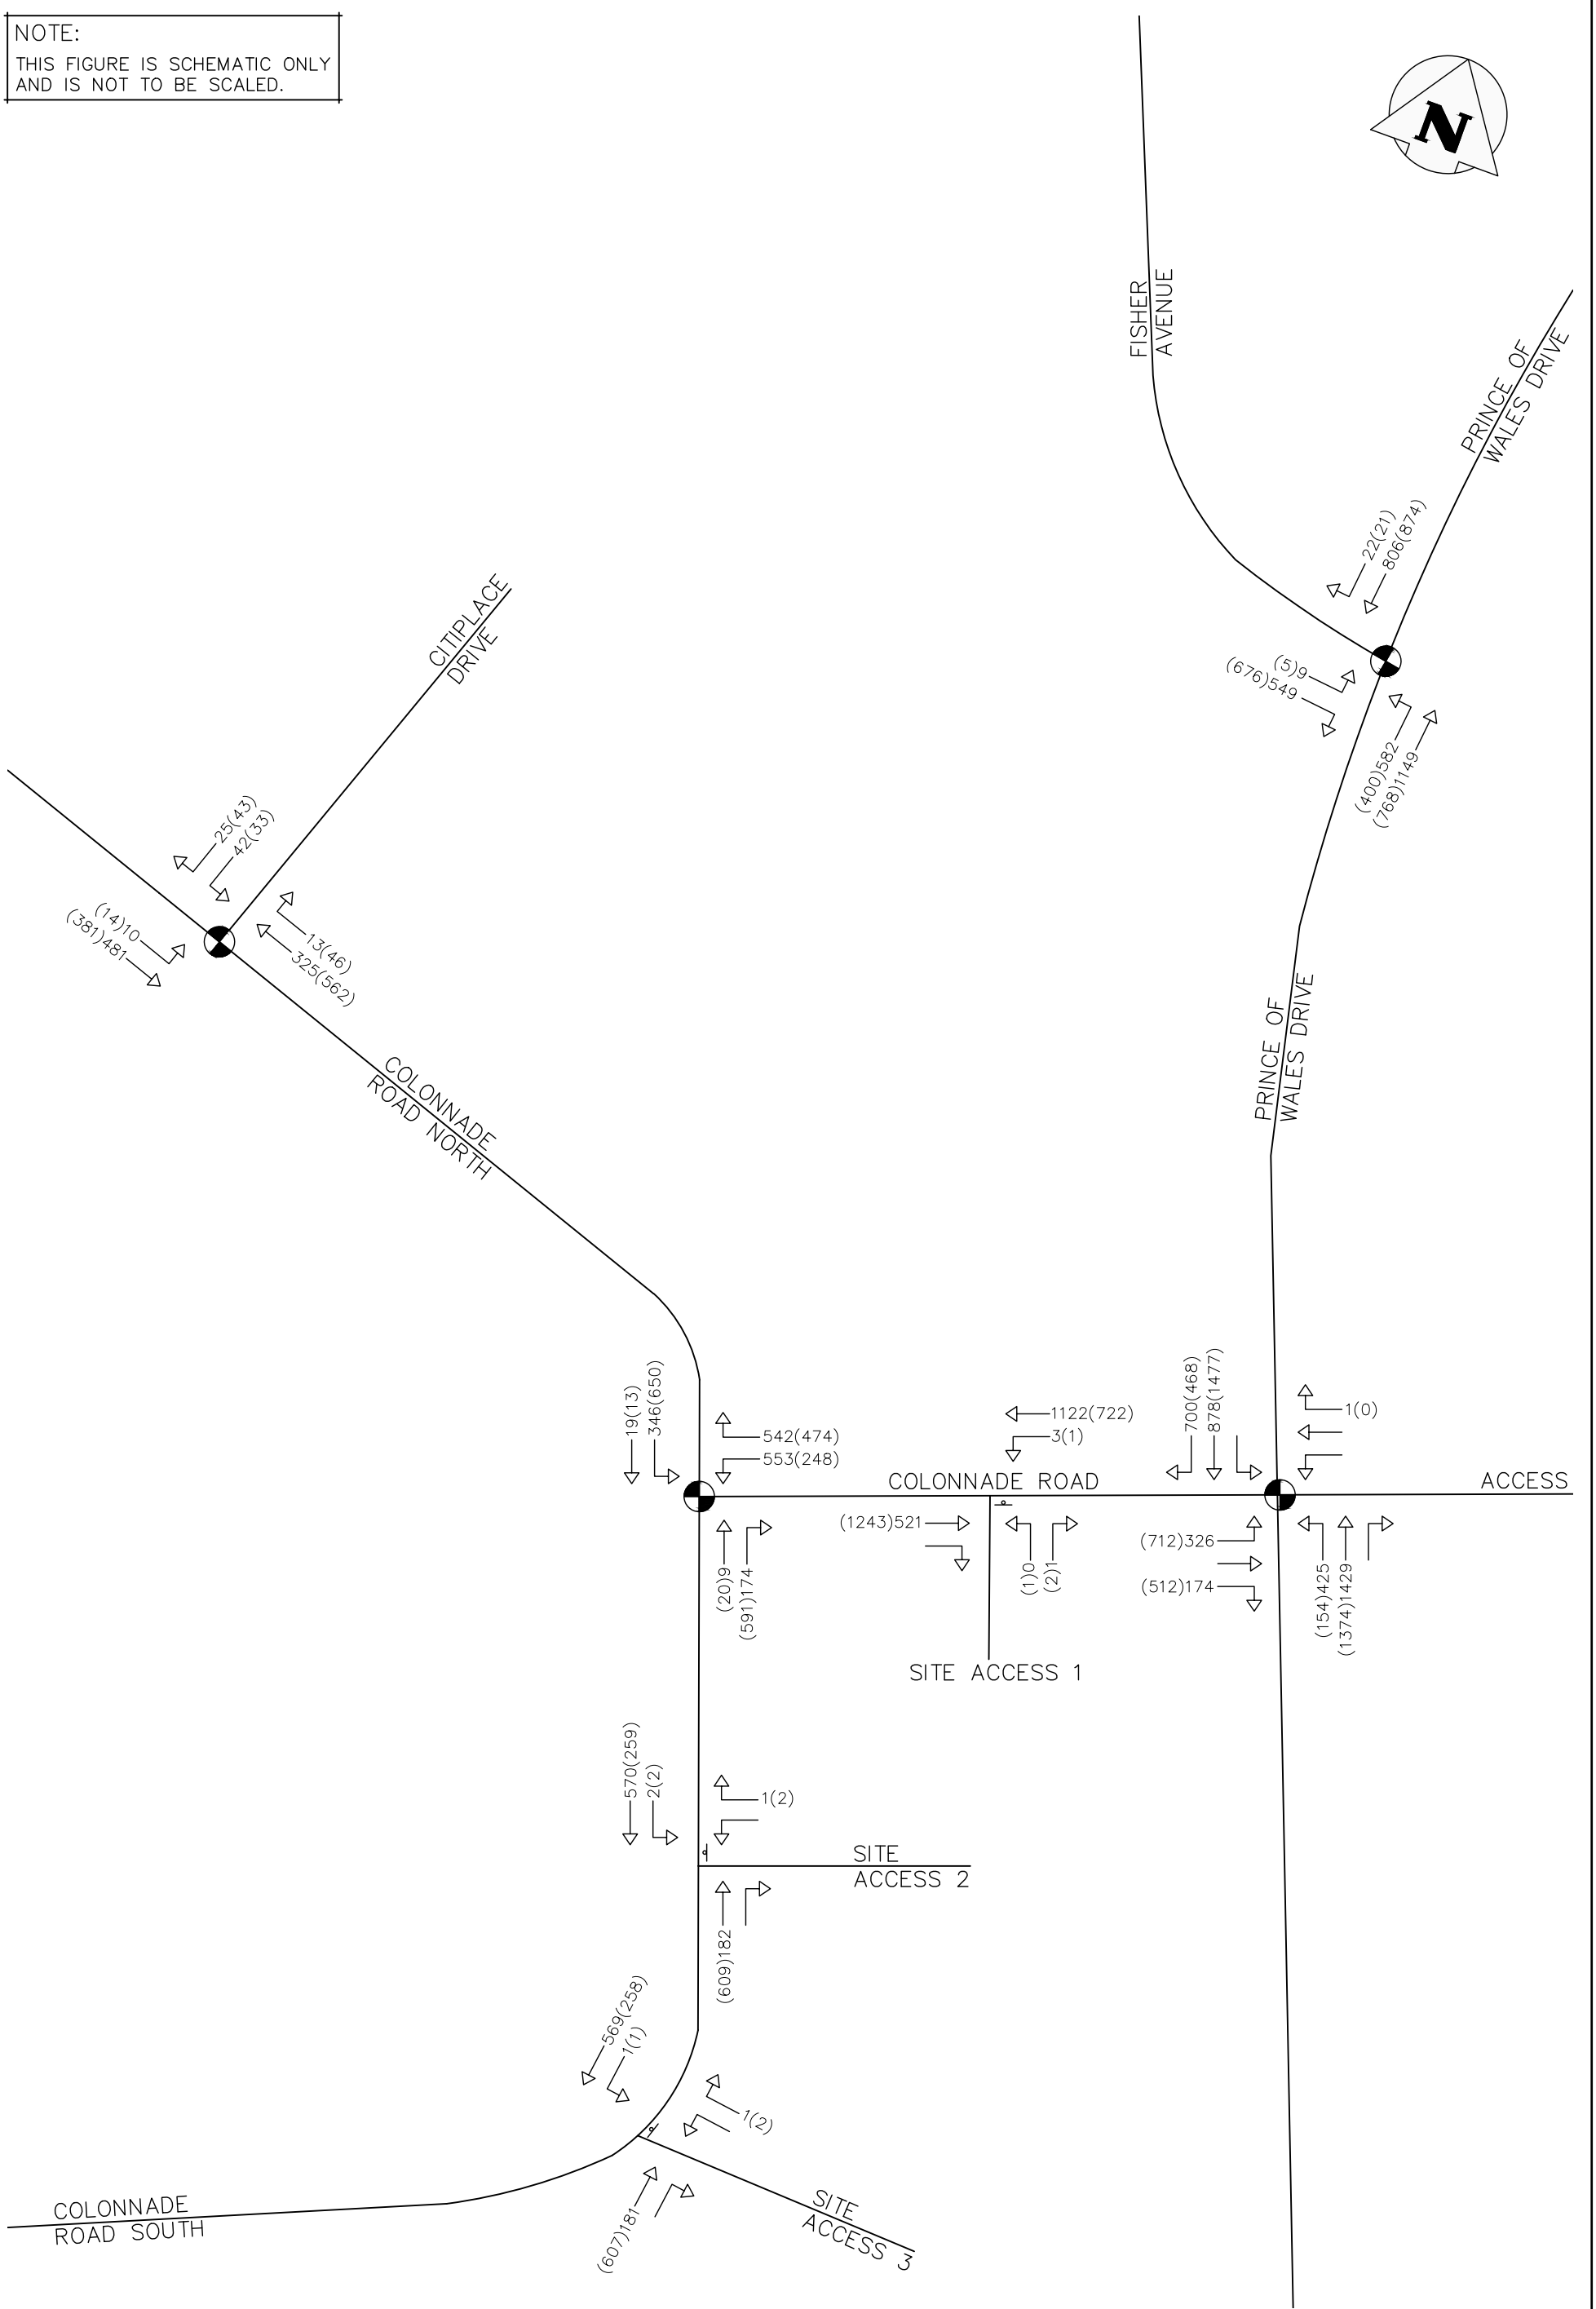 NOTE:
THIS FIGURE IS SCHEMATIC ONLY
AND IS NOT TO BE SCALED.
N
FISHER
AVENUE
PRINCE OF
WALES DRIVE
22(21)
806(874)
(5)9
(676)549
(400)582
(768)1149
CITIPLACE
DRIVE
25(43)
42(33)
(14)10
(381)481
13(46)
325(562)
COLONNADE
ROAD NORTH
PRINCE OF
WALES DRIVE
19(13)
346(650)
542(474)
553(248)
(20)9
(591)174
1122(722)
3(1)
COLONNADE ROAD
(1243)521
(1)0
(2)1
SITE ACCESS 1
700(468)
878(1477)
1(0)
ACCESS
(712)326
(512)174
(154)425
(1374)1429
570(259)
2(2)
1(2)
SITE
ACCESS 2
(609)182
569(258)
1(1)
1(2)
(607)181
SITE
ACCESS 3
COLONNADE
ROAD SOUTH